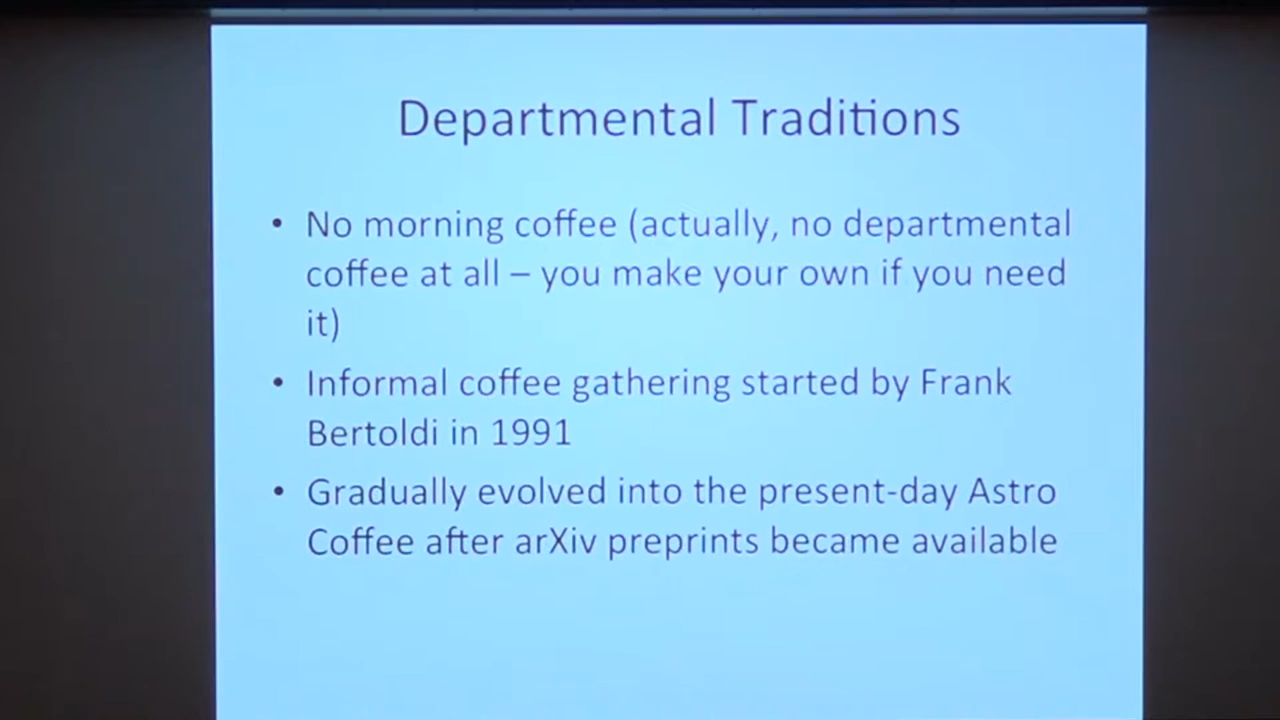 Departmental Traditions
• No morning coffee (actually, no departmental
coffee at all – you make your own if you need
it)
• Informal coffee gathering started by Frank
Bertoldi in 1991
• Gradually evolved into the present-day Astro
Coffee after arXiv preprints became available